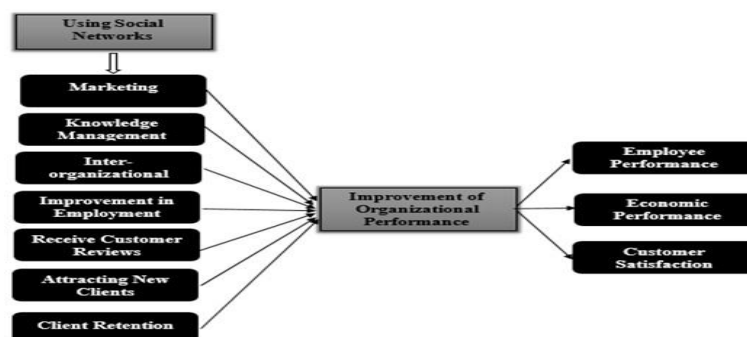 Using Social
Networks
Marketing
Knowledge
Management
Inter-
organizational
Improvement in
Employment
Receive Customer
Reviews
Attracting New
Clients
Client Retention
Improvement of
Organizational
Performance
Employee
Performance
Economic
Performance
Customer
Satisfaction